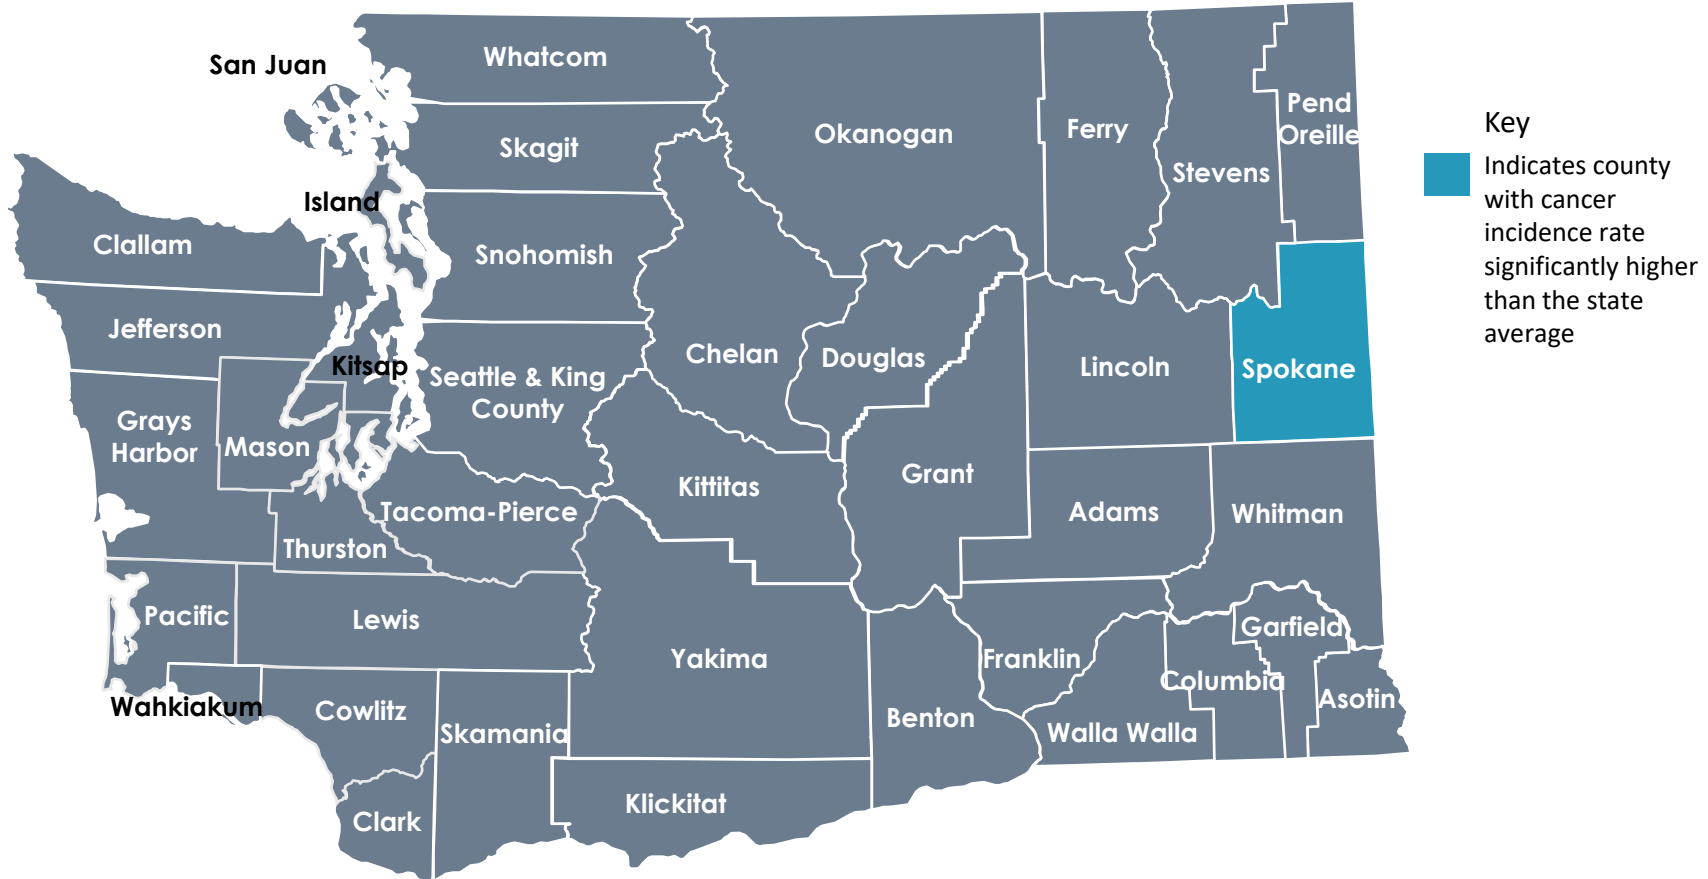 San Juan
Whatcom
Pend
Oreille
Okanogan
Ferry
Skagit
Stevens
Island
Clallam
Snohomish
Jefferson
Kitsap
Seattle & King
County
Chelan
Douglas
Lincoln
Spokane
Grays
Harbor
Mason
Kittitas
Grant
Tacoma-Pierce
Adams
Whitman
Thurston
Pacific
Lewis
Yakima
Franklin
Garfield
Columbia
Asotin
Wahkiakum
Cowlitz
Skamania
Benton
Walla Walla
Klickitat
Clark
Key
Indicates county
with cancer
incidence rate
significantly higher
than the state
average